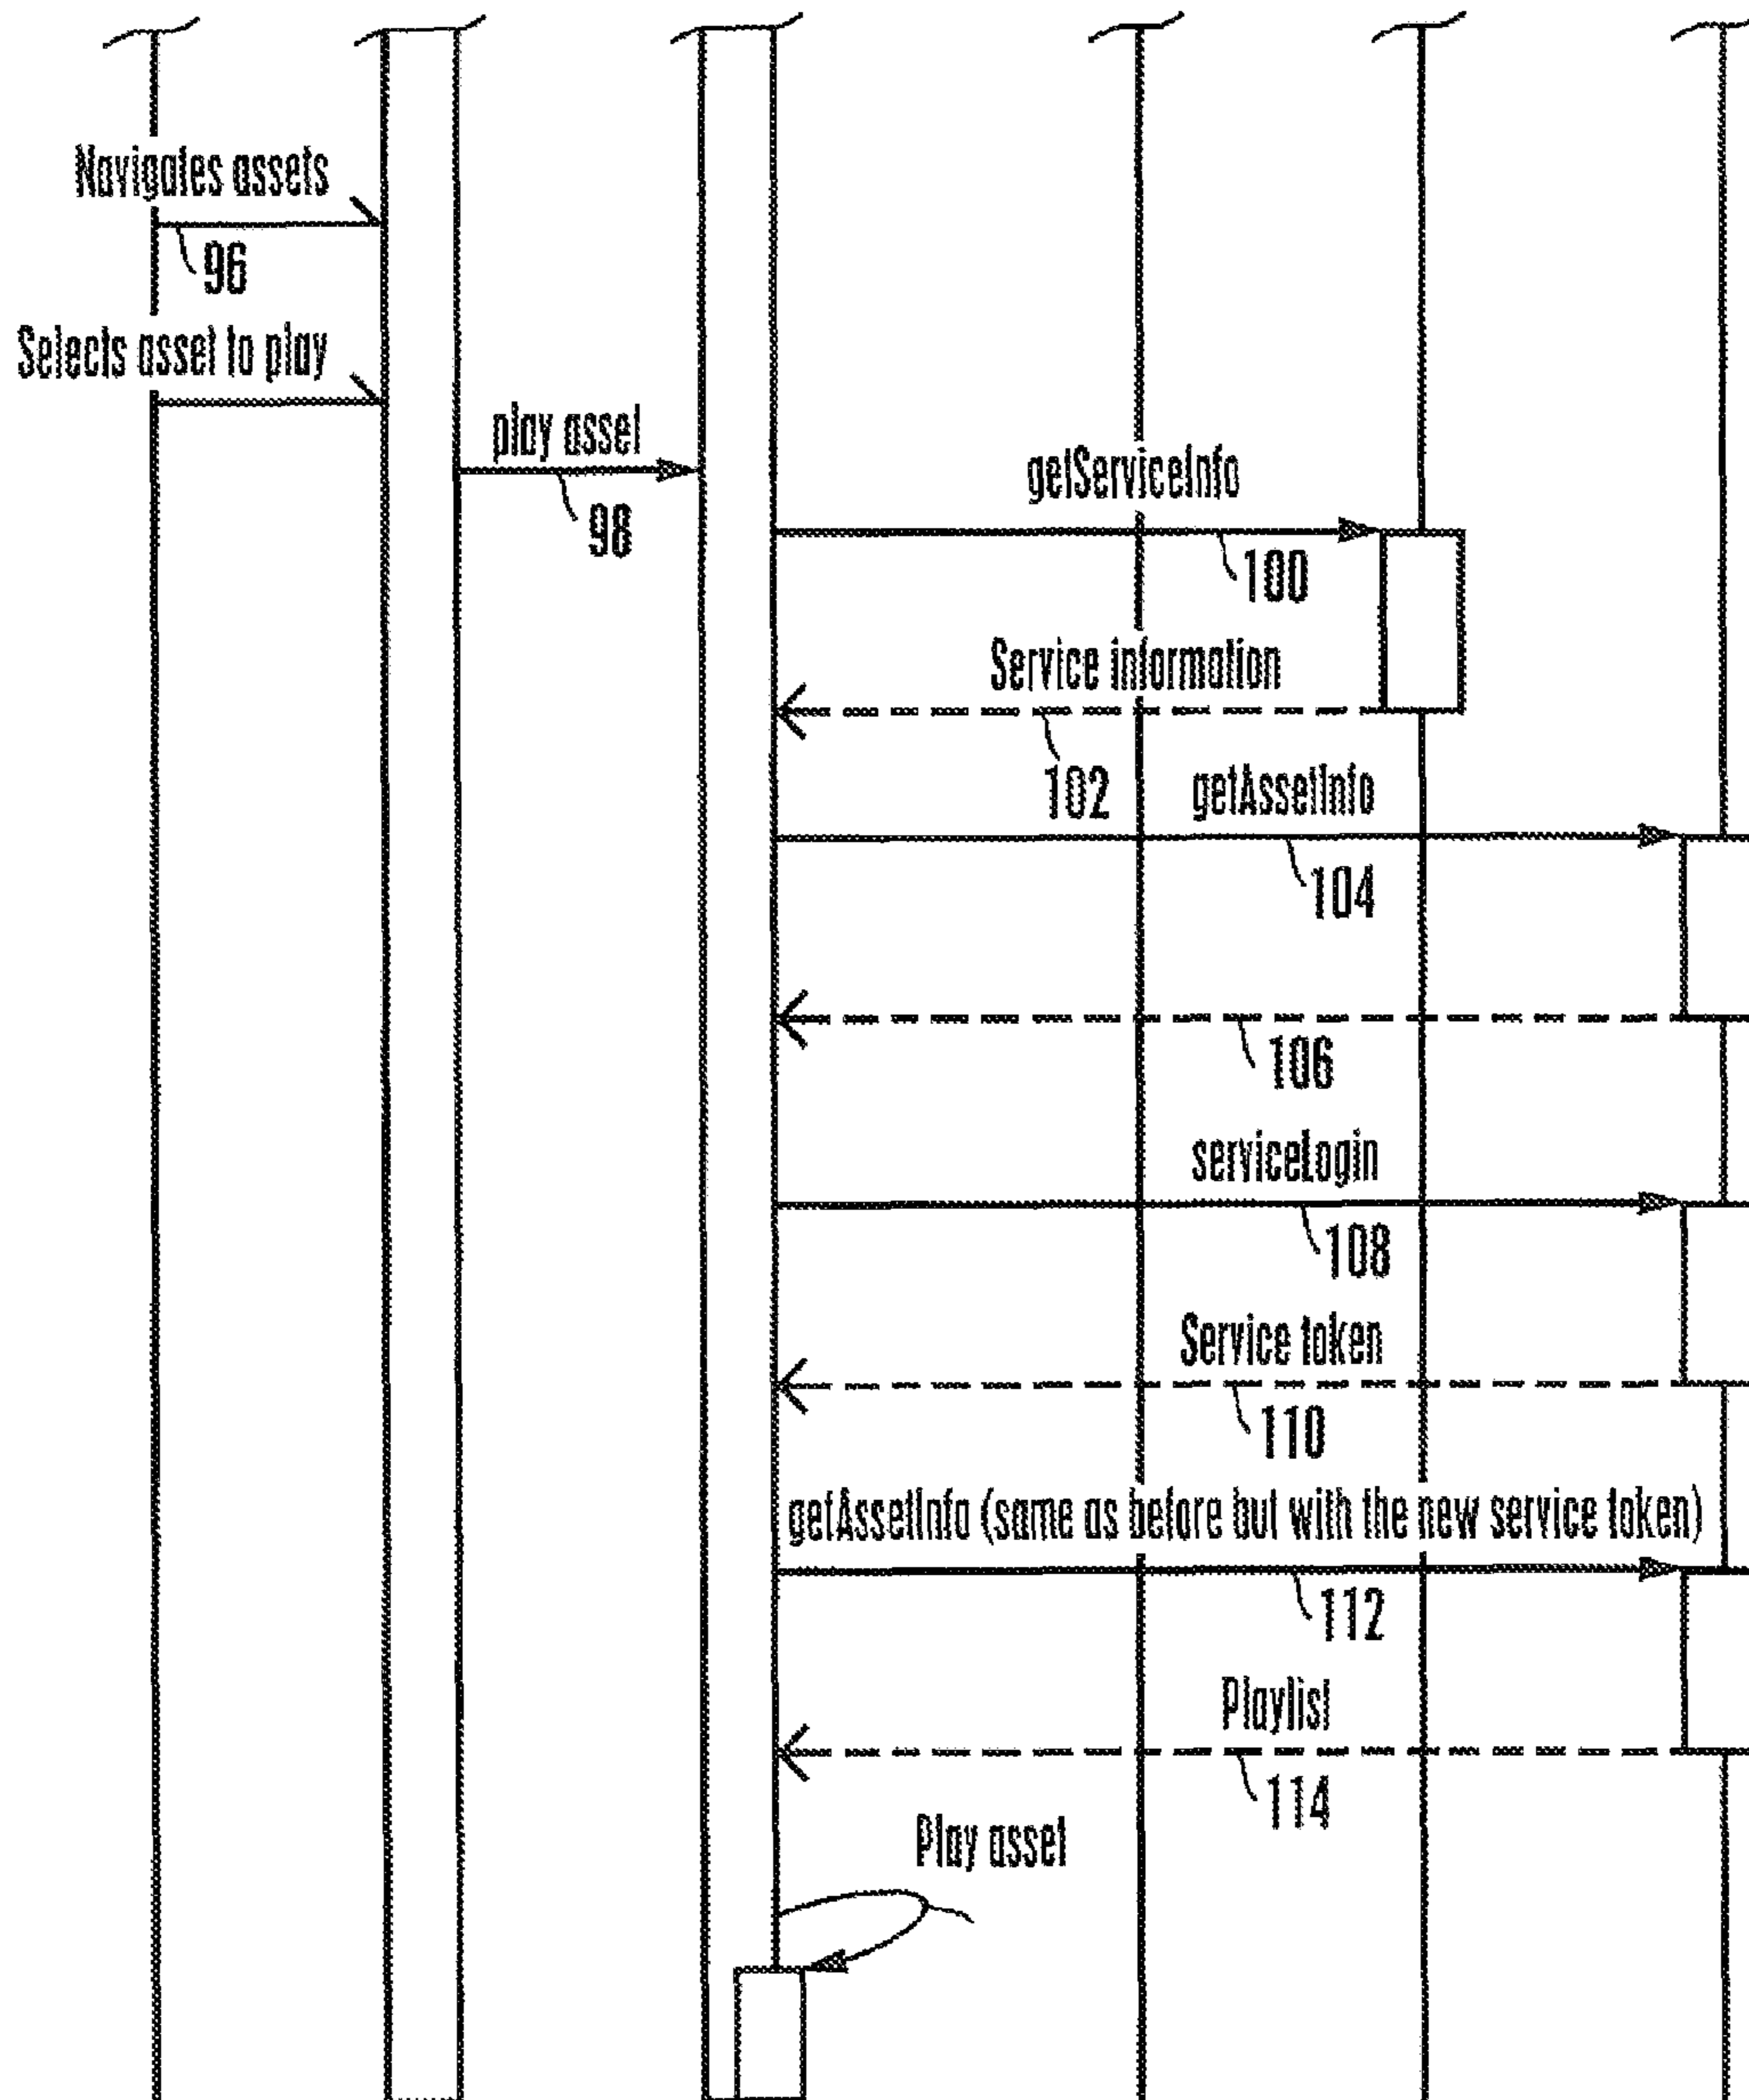 Navigates assets
96
Selects asset to play
play asset
98
getServiceInfo
100
Service information
102
getAssetInfo
104
106
serviceLogin
108
Service token
110
getAssetInfo (same as before but with the new service token)
112
Playlist
114
Play asset